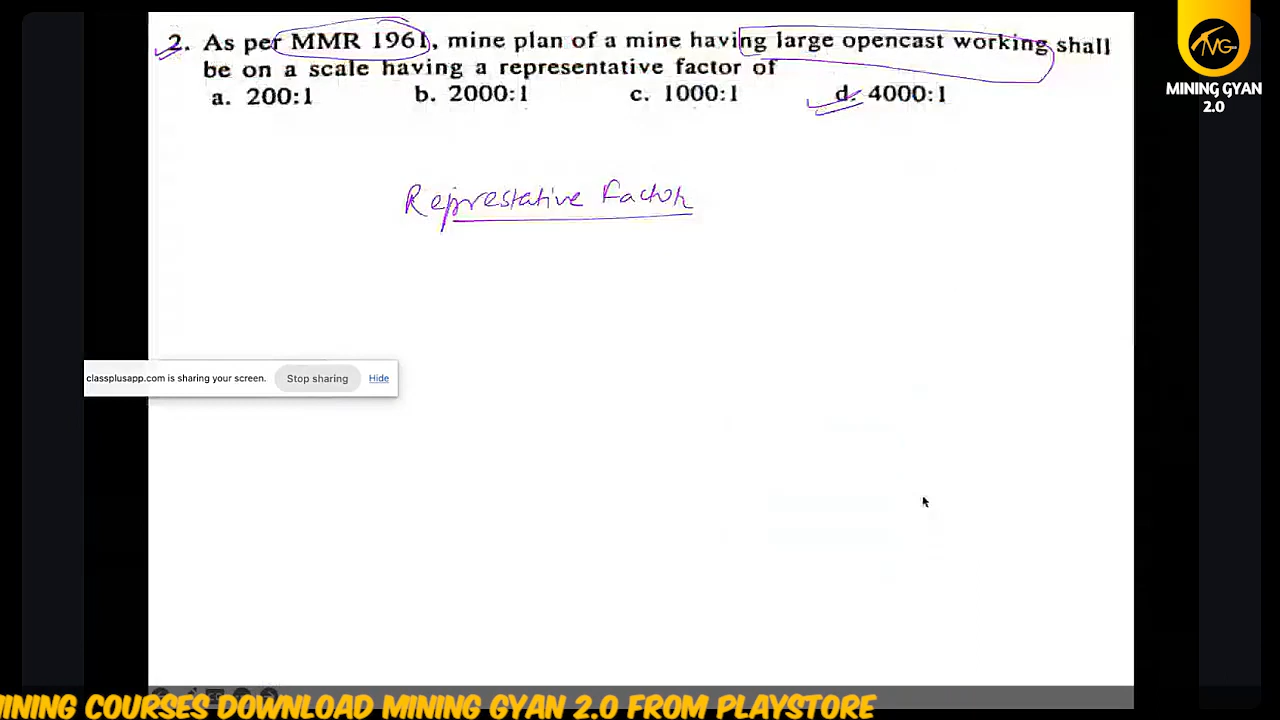 2. As per MMR 1961, mine plan of a mine having large opencast working shall
be on a scale having a representative factor of
a. 200:1 b. 2000:1 c. 1000:1 d. 4000:1
MINING GYAN
2.0
Represtative Factor
classplusapp.com is sharing your screen. Stop sharing Hide
MINING COURSES DOWNLOAD MINING GYAN 2.0 FROM PLAYSTORE